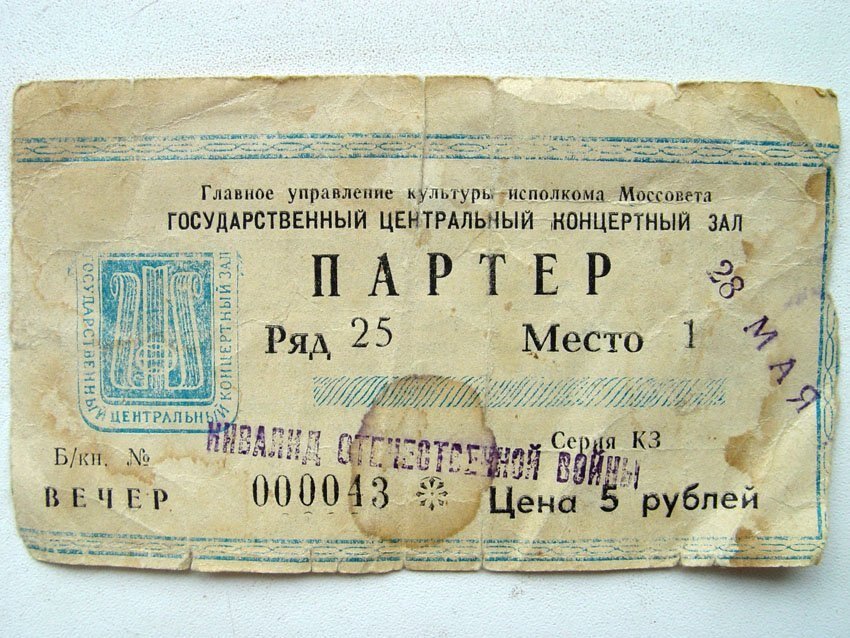 Главное управление культуры исполкома Моссовета
ГОСУДАРСТВЕННЫЙ ЦЕНТРАЛЬНЫЙ КОНЦЕРТНЫЙ ЗАЛ
ПАРТЕР
28 МАЯ
Ряд 25 Место 1
ГОСУДАРСТВЕННЫЙ ЦЕНТРАЛЬНЫЙ КОНЦЕРТНЫЙ ЗАЛ
Серия КЗ
ИНВАЛИД ОТЕЧЕСТВЕННОЙ ВОЙНЫ
Б/кн. №
ВЕЧЕР 000043 Цена 5 рублей